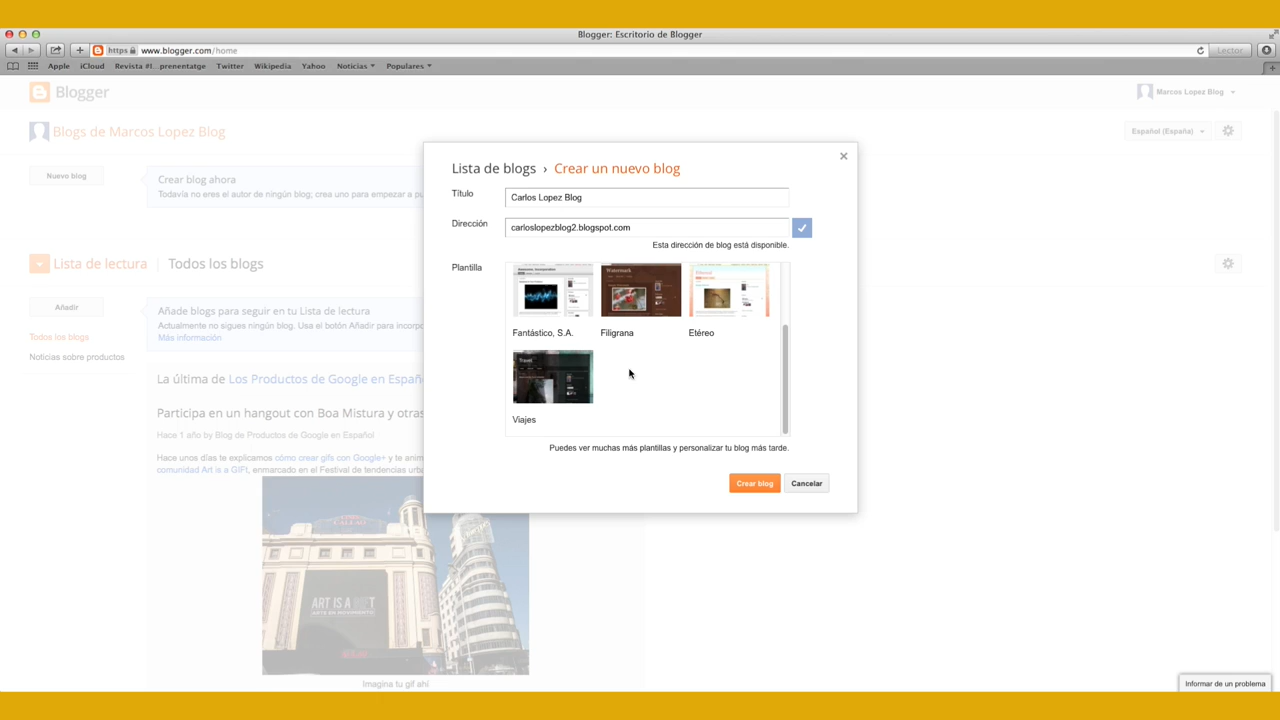 Blogger: Escritorio de Blogger
https www.blogger.com/home
Lector
Apple iCloud Revista #l...prenentatge Twitter Wikipedia Yahoo Noticias Populares
Blogger
Marcos Lopez Blog
Blogs de Marcos Lopez Blog
Español (España)
Nuevo blog
Crear blog ahora
Todavía no eres el autor de ningún blog; crea uno para empezar a pu
Lista de lectura
Todos los blogs
Añadir
Añade blogs para seguir en tu Lista de lectura
Actualmente no sigues ningún blog. Usa el botón Añadir para incorpo
Más información
Todos los blogs
Noticias sobre productos
La última de Los Productos de Google en Españ
Participa en un hangout con Boa Mistura y otras
Hace 1 año by Blog de Productos de Google en Español
Hace unos días te explicamos cómo crear gifs con Google+ y te anim
comunidad Art is a GIFt, enmarcado en el Festival de tendencias urb
CALLAO
Imagina tu gif ahí
Lista de blogs › Crear un nuevo blog
Título
Carlos Lopez Blog
Dirección
carloslopezblog2.blogspot.com
Esta dirección de blog está disponible.
Plantilla
Watermark
Ethereal
Fantástico, S.A.
Filigrana
Etéreo
Travel
Viajes
Puedes ver muchas más plantillas y personalizar tu blog más tarde.
Crear blog
Cancelar
Informar de un problema